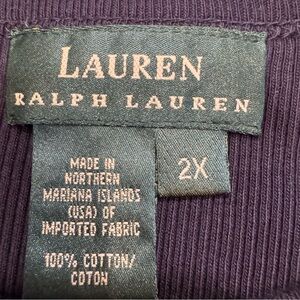 LAUREN
RALPH LAUREN
2X
MADE IN
NORTHERN
MARIANA ISLANDS
(USA) OF
IMPORTED FABRIC
100% COTTON/
COTON